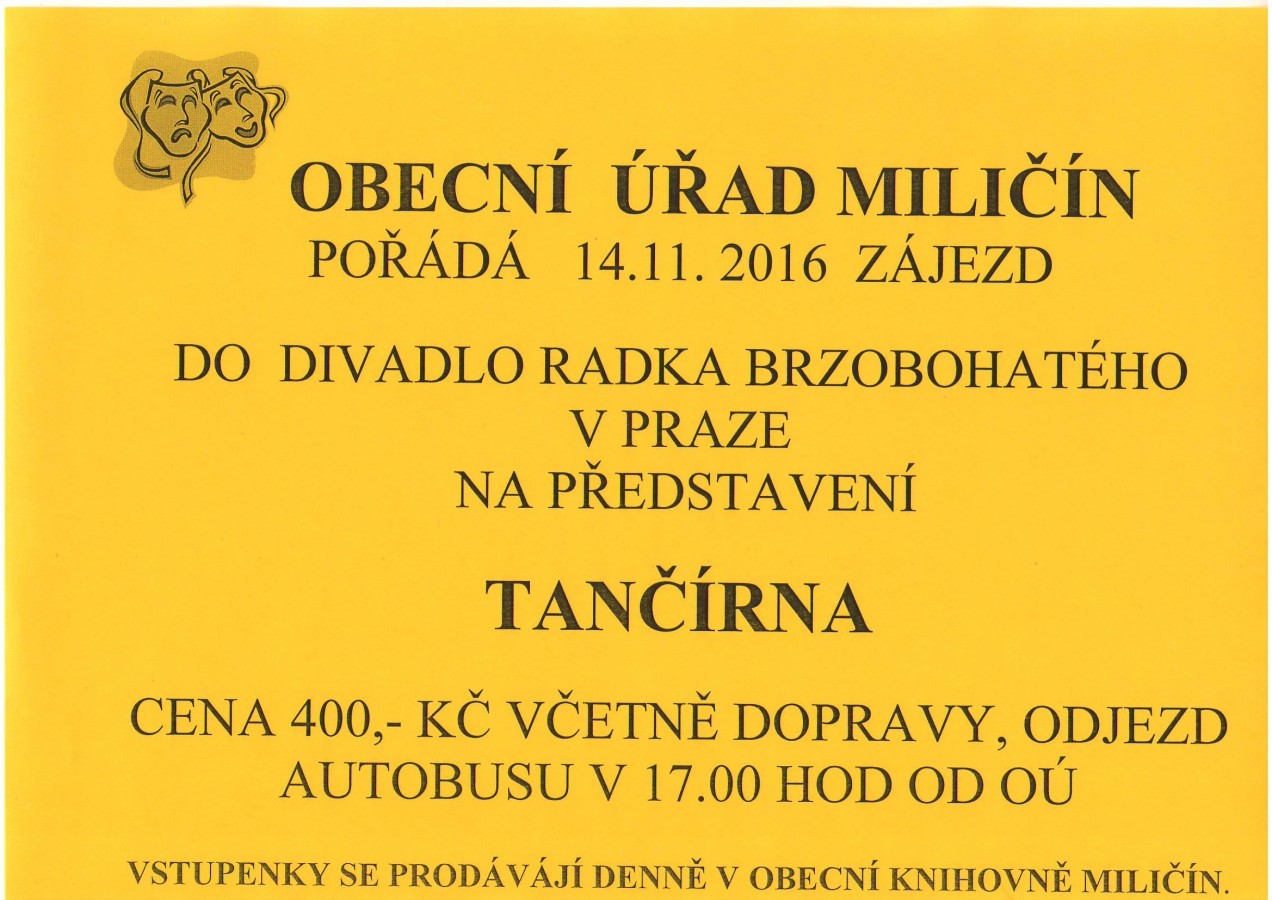 OBECNÍ ÚŘAD MILIČÍN
POŘÁDÁ 14.11. 2016 ZÁJEZD
DO DIVADLO RADKA BRZOBOHATÉHO
V PRAZE
NA PŘEDSTAVENÍ
TANČÍRNA
CENA 400,- KČ VČETNĚ DOPRAVY, ODJEZD
AUTOBUSU V 17.00 HOD OD OÚ
VSTUPENKY SE PRODÁVAJÍ DENNĚ V OBECNÍ KNIHOVNĚ MILIČÍN.